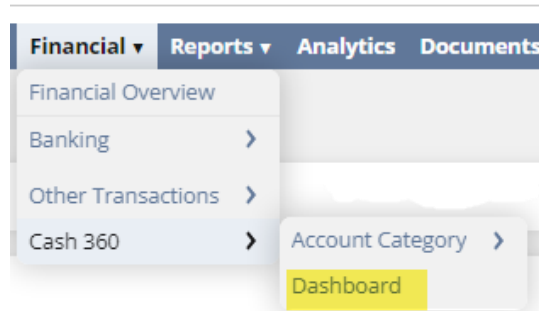 Financial ▾ Reports ▾ Analytics Documents
Financial Overview
Banking >
Other Transactions >
Cash 360 > Account Category >
Dashboard